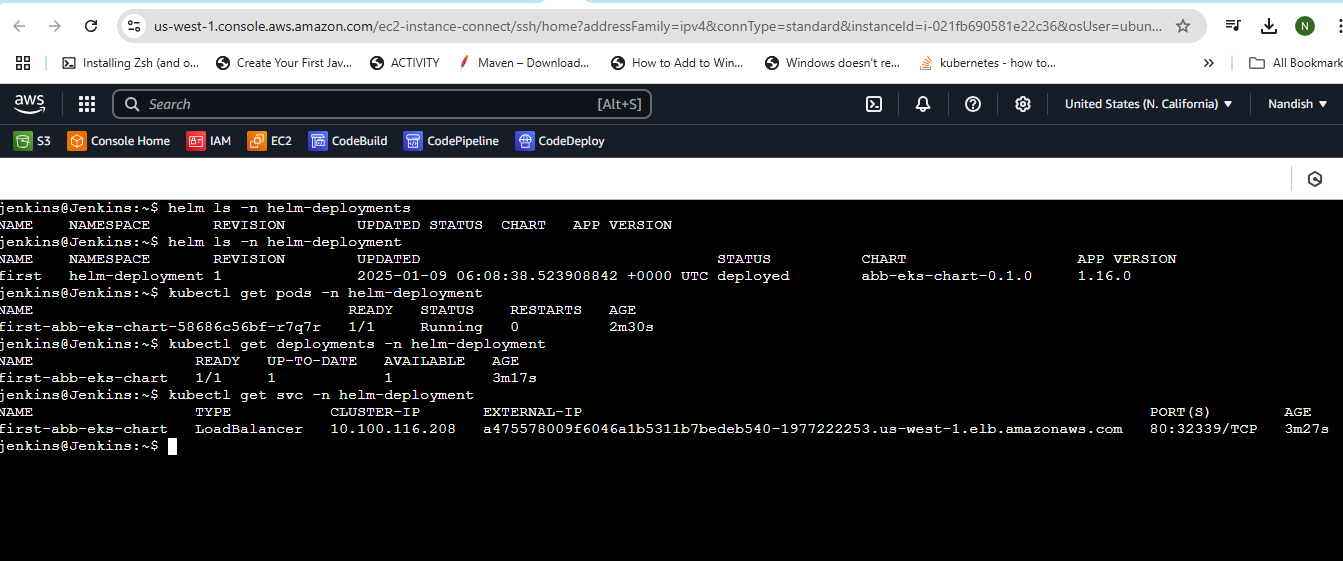 us-west-1.console.aws.amazon.com/ec2-instance-connect/ssh/home?addressFamily=ipv4&connType=standard&instanceId=i-021fb690581e22c36&osUser=ubun... N
Installing Zsh (and o... Create Your First Jav... ACTIVITY Maven – Download... How to Add to Win... Windows doesn't re... kubernetes - how to... » All Bookmark
aws Search [Alt+S] United States (N. California) ▼ Nandish ▼
S3 Console Home IAM EC2 CodeBuild CodePipeline CodeDeploy
jenkins@Jenkins:~$ helm ls -n helm-deployments
NAME NAMESPACE REVISION UPDATED STATUS CHART APP VERSION
jenkins@Jenkins:~$ helm ls -n helm-deployment
NAME NAMESPACE REVISION UPDATED STATUS CHART APP VERSION
first helm-deployment 1 2025-01-09 06:08:38.523908842 +0000 UTC deployed abb-eks-chart-0.1.0 1.16.0
jenkins@Jenkins:~$ kubectl get pods -n helm-deployment
NAME READY STATUS RESTARTS AGE
first-abb-eks-chart-58686c56bf-r7q7r 1/1 Running 0 2m30s
jenkins@Jenkins:~$ kubectl get deployments -n helm-deployment
NAME READY UP-TO-DATE AVAILABLE AGE
first-abb-eks-chart 1/1 1 1 3m17s
jenkins@Jenkins:~$ kubectl get svc -n helm-deployment
NAME TYPE CLUSTER-IP EXTERNAL-IP PORT(S) AGE
first-abb-eks-chart LoadBalancer 10.100.116.208 a475578009f6046a1b5311b7bedeb540-1977222253.us-west-1.elb.amazonaws.com 80:32339/TCP 3m27s
jenkins@Jenkins:~$